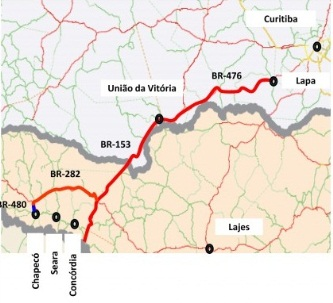 Curitiba
BR-476
União da Vitória
Lapa
BR-153
BR-282
BR-480
Lajes
Chapecó
Seara
Concórdia